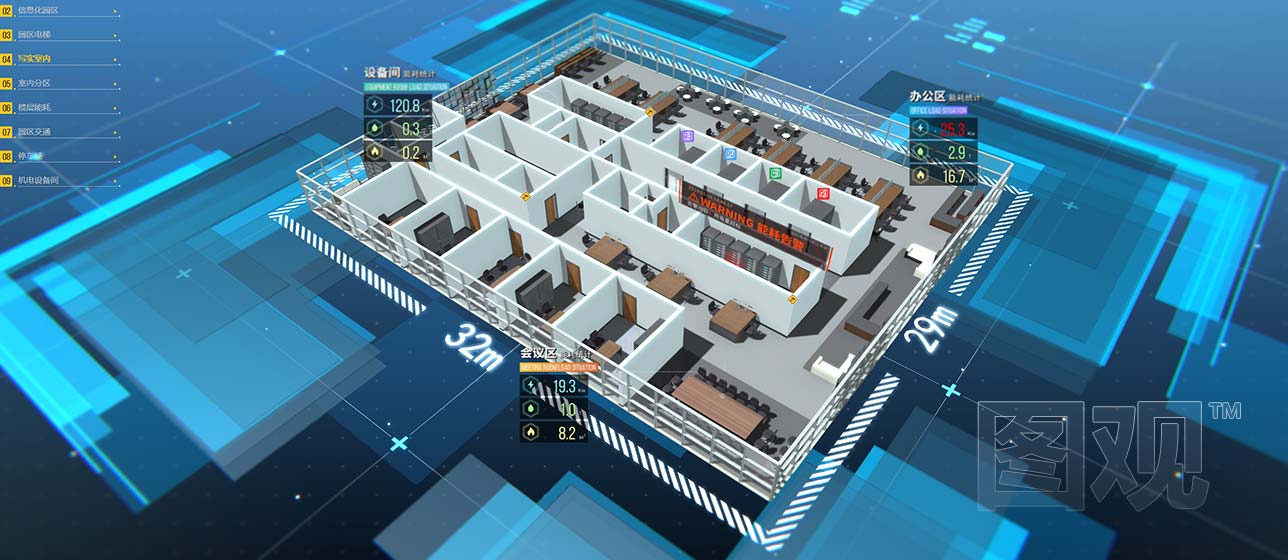 02 信息化园区
03 园区电梯
04 写实室内
05 室内分区
06 楼层能耗
07 园区交通
08 停车
09 机电设备间
设备间 能耗统计
EQUIPMENT ROOM LOAD SITUATION
120.8
0.3
0.2
办公区 能耗统计
OFFICE LOAD SITUATION
25.3 Kw
2.9 T
16.7 M³
WARNING 能耗告警
32m
29m
会议区 能耗统计
MEETING ROOM LOAD SITUATION
19.3 Kw
1.0
8.2 M³
图观™